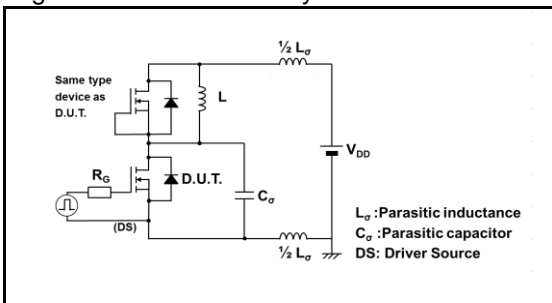 ½ Lσ
Same type
device as
D.U.T.
L
VDD
RG
D.U.T.
Cσ
(DS)
½ Lσ
Lσ :Parasitic inductance
Cσ :Parasitic capacitor
DS: Driver Source